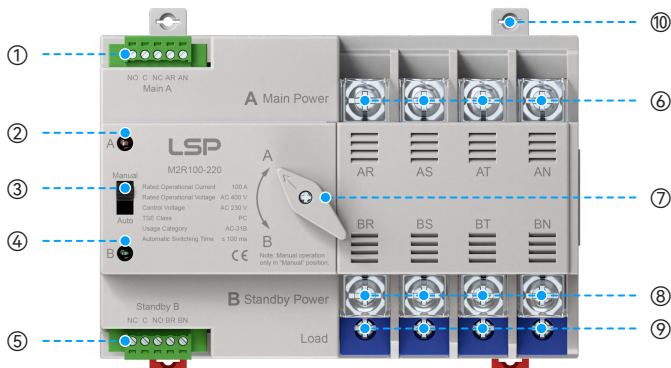 ⑩
①
NO C NC AR AN
Main A
A Main Power
⑥
②
A
LSP
M2R100-220
A
AR AS AT AN
Manual
③
Rated Operational Current 100 A
Rated Operational Voltage AC 400 V
Control Voltage AC 230 V
TSE Class PC
Usage Category AC-31B
Automatic Switching Time ≤ 100 ms
⑦
Auto
BR BS BT BN
④
B
CE
B
Note: Manual operation
only in "Manual" position.
Standby B
B Standby Power
⑧
NC C NO BR BN
Load
⑨
⑤